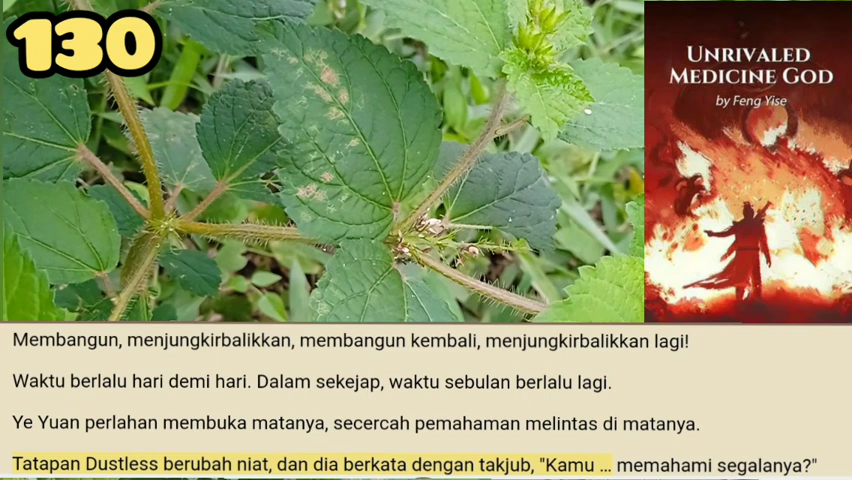 130
UNRIVALED
MEDICINE GOD
by Feng Yise
Membangun, menjungkirbalikkan, membangun kembali, menjungkirbalikkan lagi!
Waktu berlalu hari demi hari. Dalam sekejap, waktu sebulan berlalu lagi.
Ye Yuan perlahan membuka matanya, secercah pemahaman melintas di matanya.
Tatapan Dustless berubah niat, dan dia berkata dengan takjub, "Kamu ... memahami segalanya?"